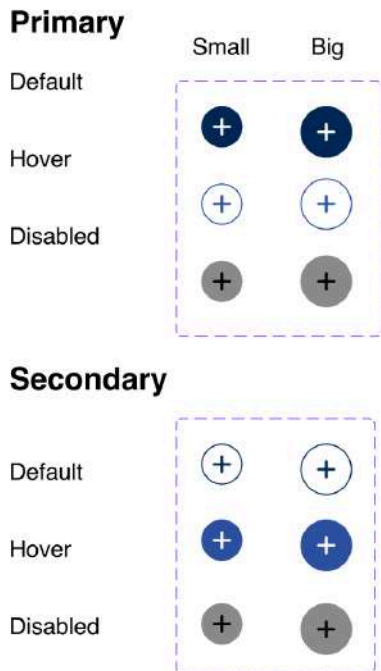 Primary
Small Big
Default
Hover
Disabled
Secondary
Default
Hover
Disabled